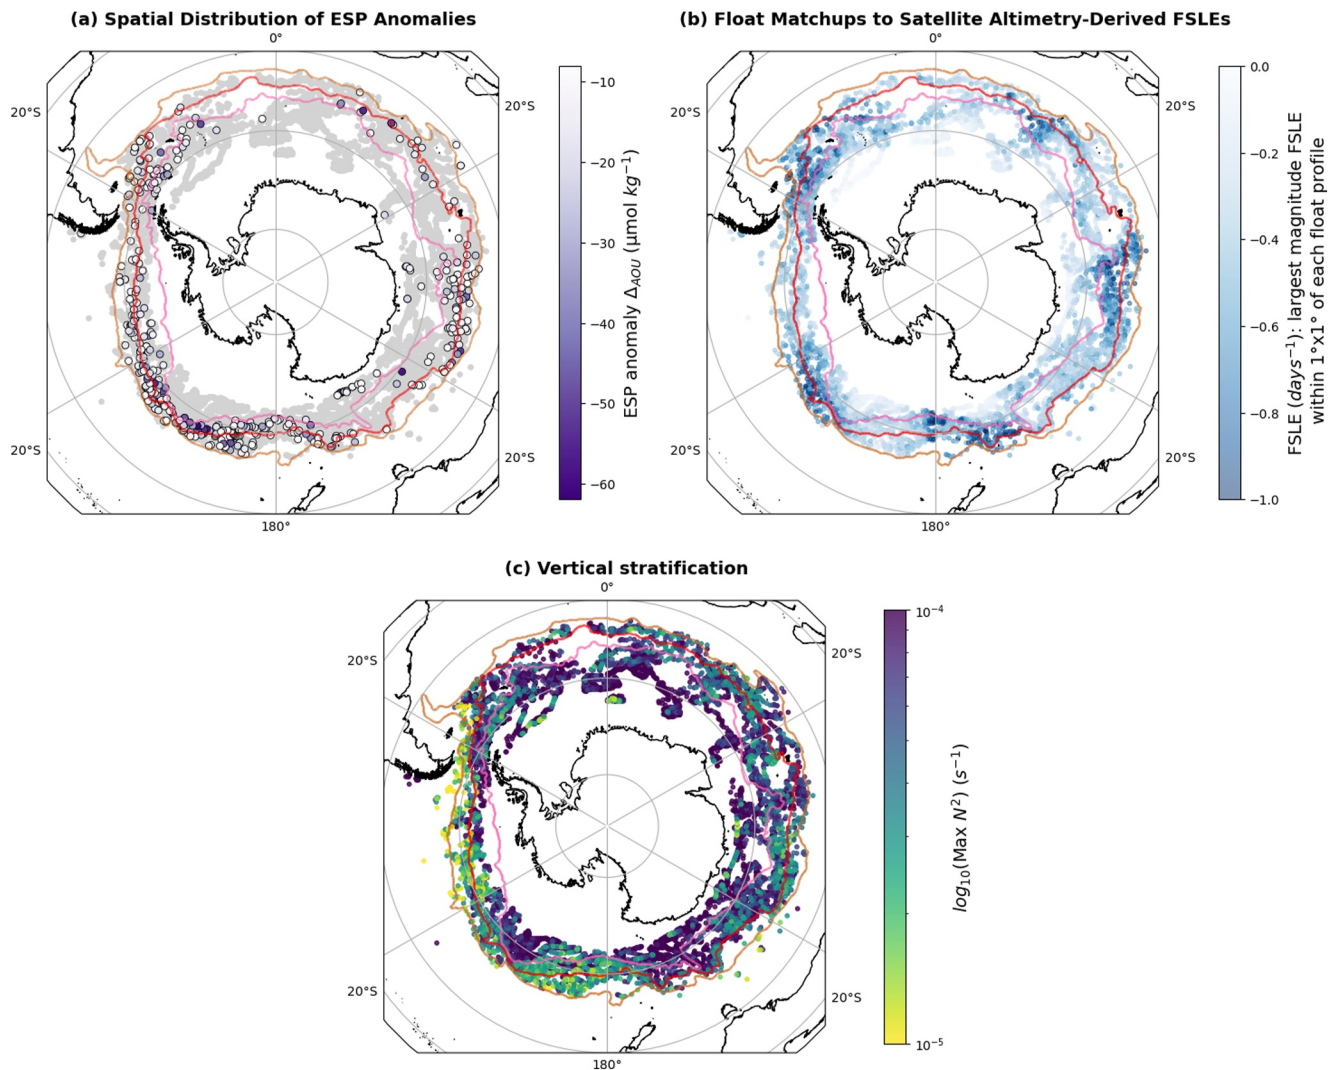 (a) Spatial Distribution of ESP Anomalies
0°
20°S
20°S
20°S
20°S
180°
−10
−20
−30
−40
−50
−60
ESP anomaly Δ_AOU (μmol kg⁻¹)
(b) Float Matchups to Satellite Altimetry-Derived FSLEs
0°
20°S
20°S
20°S
20°S
180°
0.0
−0.2
−0.4
−0.6
−0.8
−1.0
FSLE (days⁻¹): largest magnitude FSLE
within 1°x1° of each float profile
(c) Vertical stratification
0°
20°S
20°S
20°S
20°S
180°
10⁻⁴
10⁻⁵
log₁₀(Max N²) (s⁻¹)